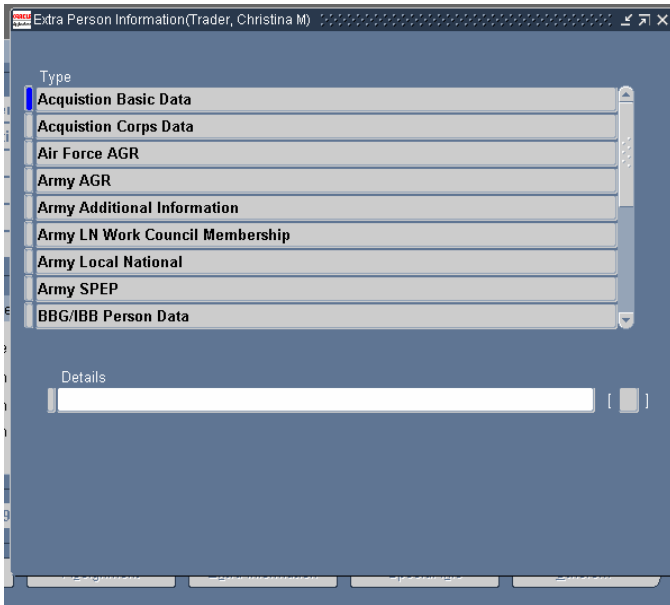 ORACLE
Extra Person Information(Trader, Christina M)
Type
Acquistion Basic Data
Acquistion Corps Data
Air Force AGR
Army AGR
Army Additional Information
Army LN Work Council Membership
Army Local National
Army SPEP
BBG/IBB Person Data
Details
[ ]